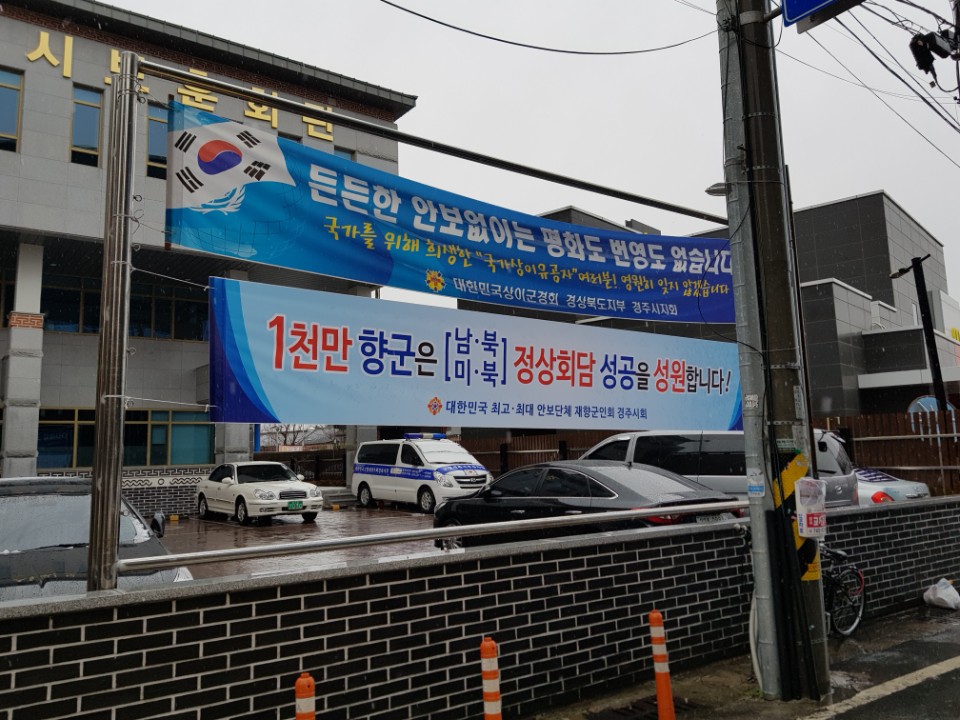 시보훈회관
든든한 안보없이는 평화도 번영도 없습니다
국가를 위해 희생한 "국가상이유공자" 여러분! 영원히 잊지 않겠습니다
대한민국상이군경회 경상북도지부 경주시지회
1천만 향군은 [남·북 미·북] 정상회담 성공을 성원합니다!
대한민국 최고·최대 안보단체 재향군인회 경주시회